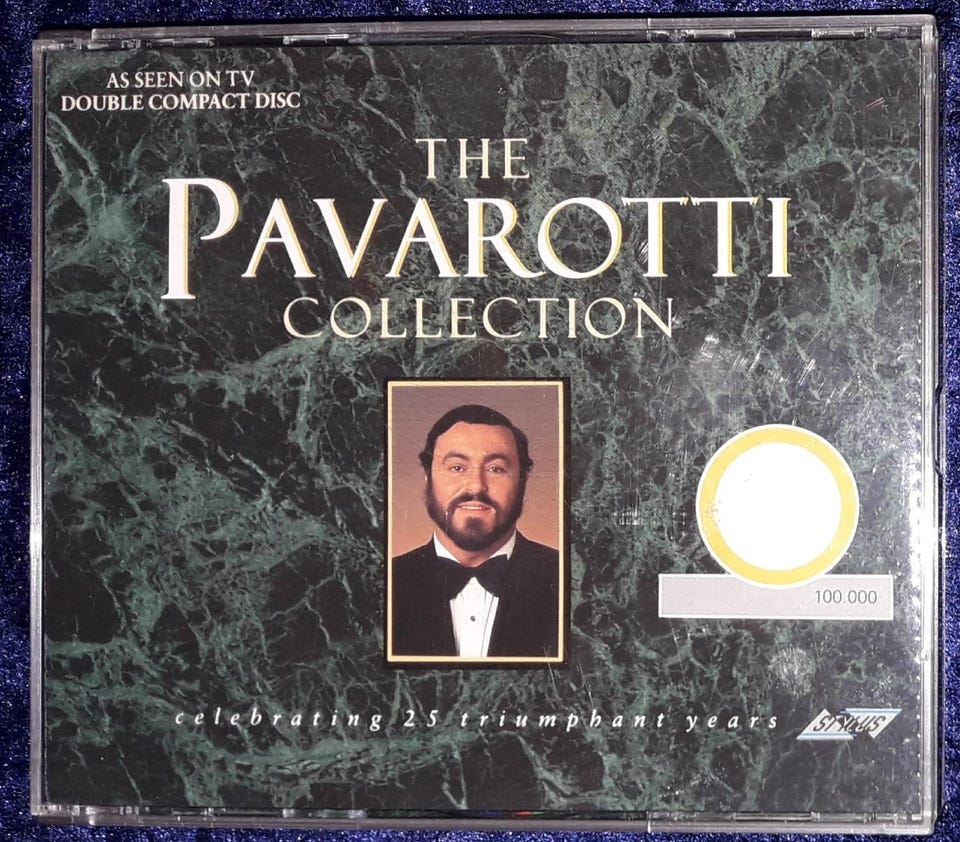 AS SEEN ON TV
DOUBLE COMPACT DISC
THE
PAVAROTTI
COLLECTION
100.000
celebrating 25 triumphant years
STYLUS